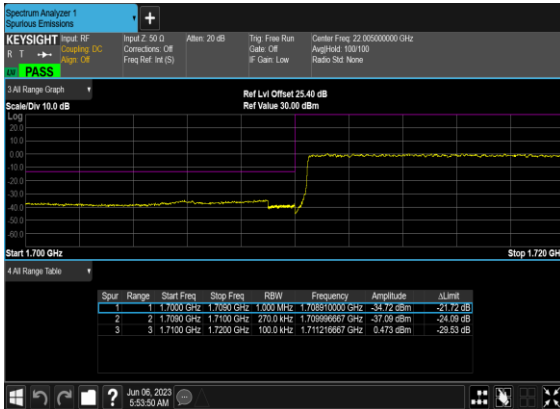 Spectrum Analyzer 1
Spurious Emissions
KEYSIGHT
R T
Input: RF
Coupling: DC
Align: Off
Input Z: 50 Ω
Corrections: Off
Freq Ref: Int (S)
Atten: 20 dB
Trig: Free Run
Gate: Off
IF Gain: Low
Center Freq: 22.005000000 GHz
Avg|Hold: 100/100
Radio Std: None
PASS
3 All Range Graph
Scale/Div 10.0 dB
Ref Lvl Offset 25.40 dB
Ref Value 30.00 dBm
Log
20.0
10.0
0.00
-10.0
-20.0
-30.0
-40.0
-50.0
-60.0
Start 1.700 GHz
Stop 1.720 GH
4 All Range Table
Spur Range Start Freq Stop Freq RBW Frequency Amplitude ΔLimit
1 1 1.7000 GHz 1.7090 GHz 1.000 MHz 1.708910000 GHz -34.72 dBm -21.72 dB
2 2 1.7090 GHz 1.7100 GHz 270.0 kHz 1.709996667 GHz -37.09 dBm -24.09 dB
3 3 1.7100 GHz 1.7200 GHz 100.0 kHz 1.711216667 GHz 0.473 dBm -29.53 dB
Jun 06, 2023
5:53:50 AM